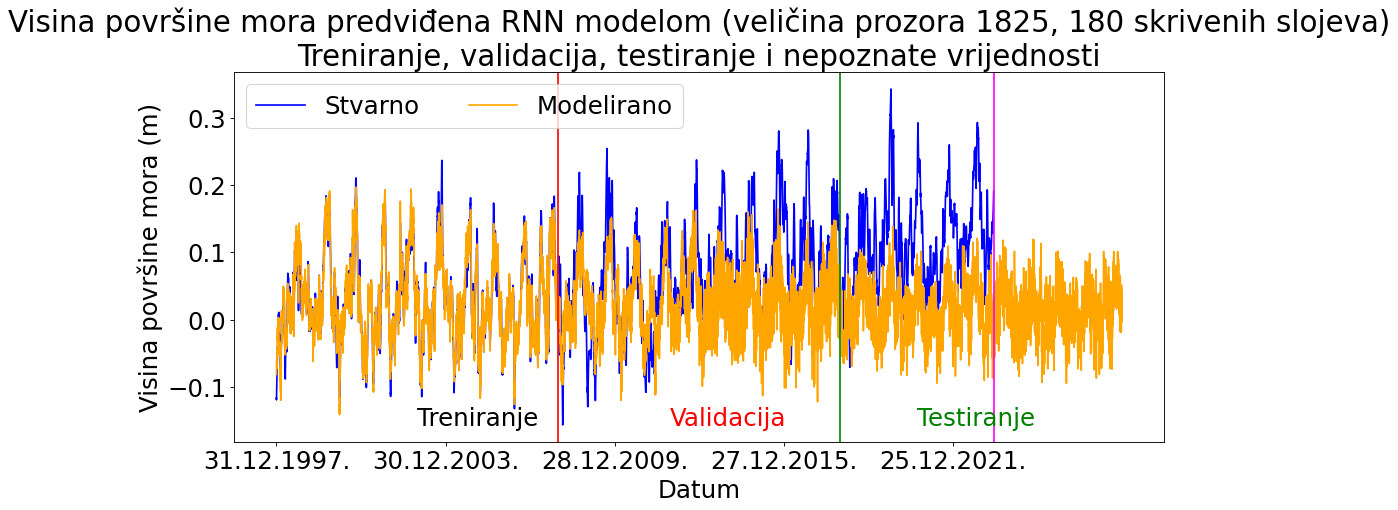 Visina površine mora predviđena RNN modelom (veličina prozora 1825, 180 skrivenih slojeva)
Treniranje, validacija, testiranje i nepoznate vrijednosti
Stvarno
Modelirano
Visina površine mora (m)
0.3
0.2
0.1
0.0
−0.1
Treniranje
Validacija
Testiranje
31.12.1997.
30.12.2003.
28.12.2009.
27.12.2015.
25.12.2021.
Datum